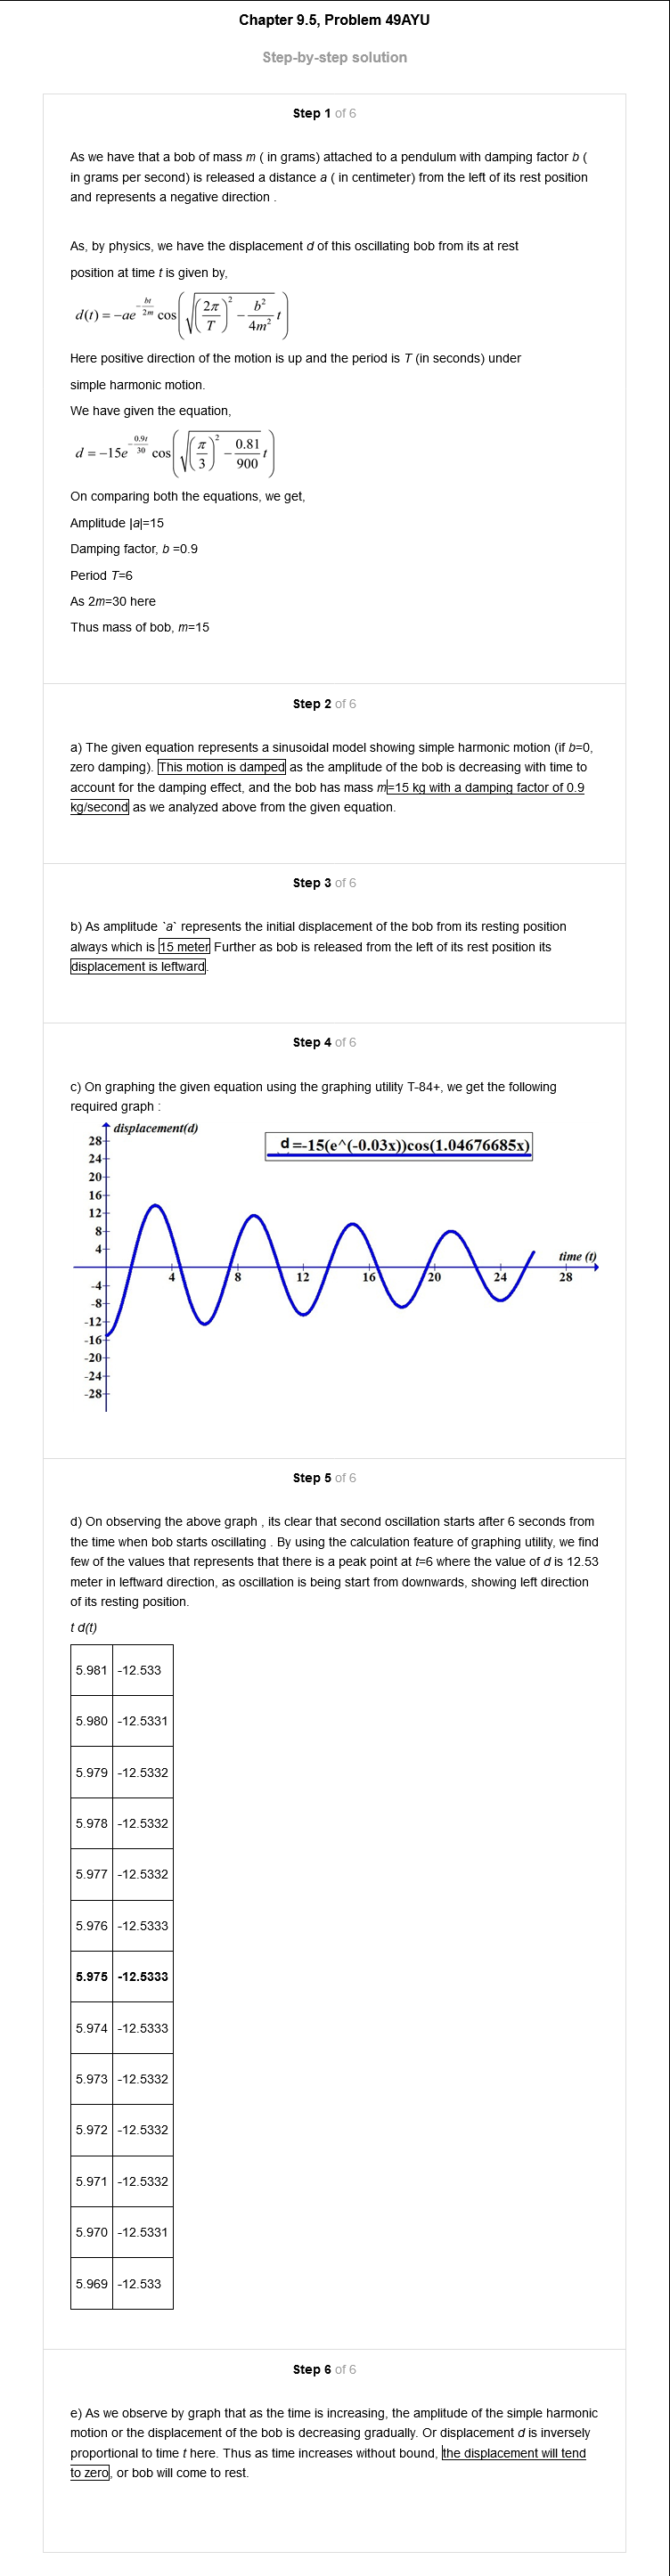 Chapter 9.5, Problem 49AYU
Step-by-step solution
Step 1 of 6
As we have that a bob of mass m ( in grams) attached to a pendulum with damping factor b (
in grams per second) is released a distance a ( in centimeter) from the left of its rest position
and represents a negative direction .
As, by physics, we have the displacement d of this oscillating bob from its at rest
position at time t is given by,
d(t) = −ae^(−bt/2m) cos(√((2π/T)² − b²/4m²) t)
Here positive direction of the motion is up and the period is T (in seconds) under
simple harmonic motion.
We have given the equation,
d = −15e^(−0.9t/30) cos(√((π/3)² − 0.81/900) t)
On comparing both the equations, we get,
Amplitude |a|=15
Damping factor, b =0.9
Period T=6
As 2m=30 here
Thus mass of bob, m=15
Step 2 of 6
a) The given equation represents a sinusoidal model showing simple harmonic motion (if b=0,
zero damping). This motion is damped as the amplitude of the bob is decreasing with time to
account for the damping effect, and the bob has mass m=15 kg with a damping factor of 0.9
kg/second as we analyzed above from the given equation.
Step 3 of 6
b) As amplitude `a` represents the initial displacement of the bob from its resting position
always which is 15 meter Further as bob is released from the left of its rest position its
displacement is leftward.
Step 4 of 6
c) On graphing the given equation using the graphing utility T-84+, we get the following
required graph :
displacement(d)
d =-15(e^(-0.03x))cos(1.04676685x)
28
24
20
16
12
8
4
time (t)
4 8 12 16 20 24 28
-4
-8
-12
-16
-20
-24
-28
Step 5 of 6
d) On observing the above graph , its clear that second oscillation starts after 6 seconds from
the time when bob starts oscillating . By using the calculation feature of graphing utility, we find
few of the values that represents that there is a peak point at t=6 where the value of d is 12.53
meter in leftward direction, as oscillation is being start from downwards, showing left direction
of its resting position.
t d(t)
5.981 -12.533
5.980 -12.5331
5.979 -12.5332
5.978 -12.5332
5.977 -12.5332
5.976 -12.5333
5.975 -12.5333
5.974 -12.5333
5.973 -12.5332
5.972 -12.5332
5.971 -12.5332
5.970 -12.5331
5.969 -12.533
Step 6 of 6
e) As we observe by graph that as the time is increasing, the amplitude of the simple harmonic
motion or the displacement of the bob is decreasing gradually. Or displacement d is inversely
proportional to time t here. Thus as time increases without bound, the displacement will tend
to zero, or bob will come to rest.